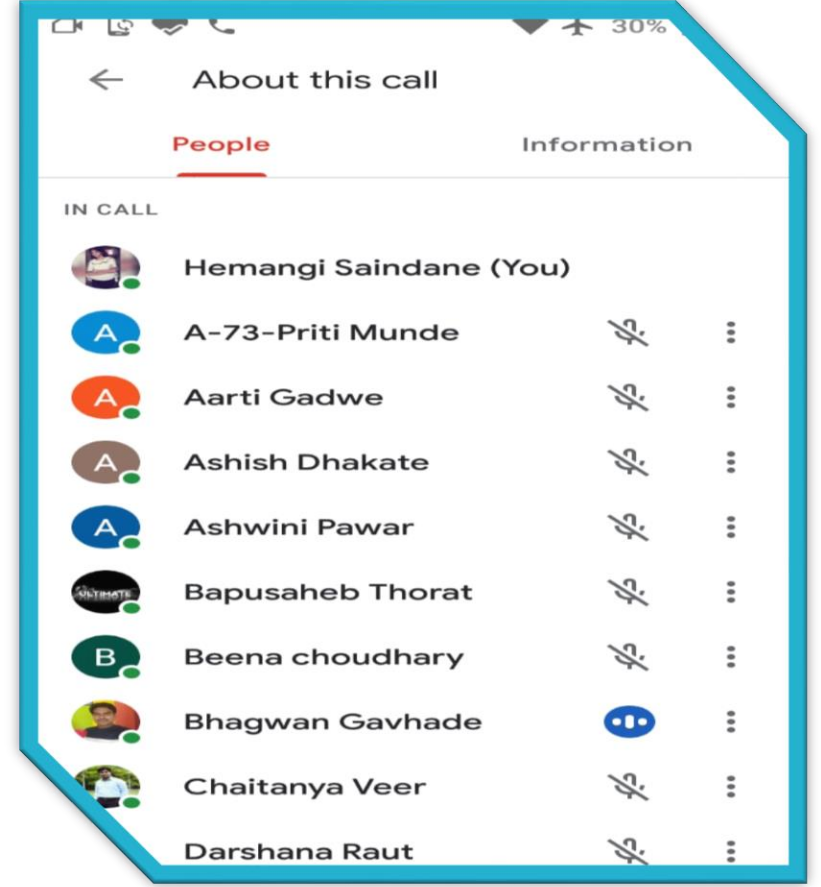 30%
About this call
People Information
IN CALL
Hemangi Saindane (You)
A A-73-Priti Munde
A Aarti Gadwe
A Ashish Dhakate
A Ashwini Pawar
ULTIMATE Bapusaheb Thorat
B Beena choudhary
Bhagwan Gavhade
Chaitanya Veer
Darshana Raut